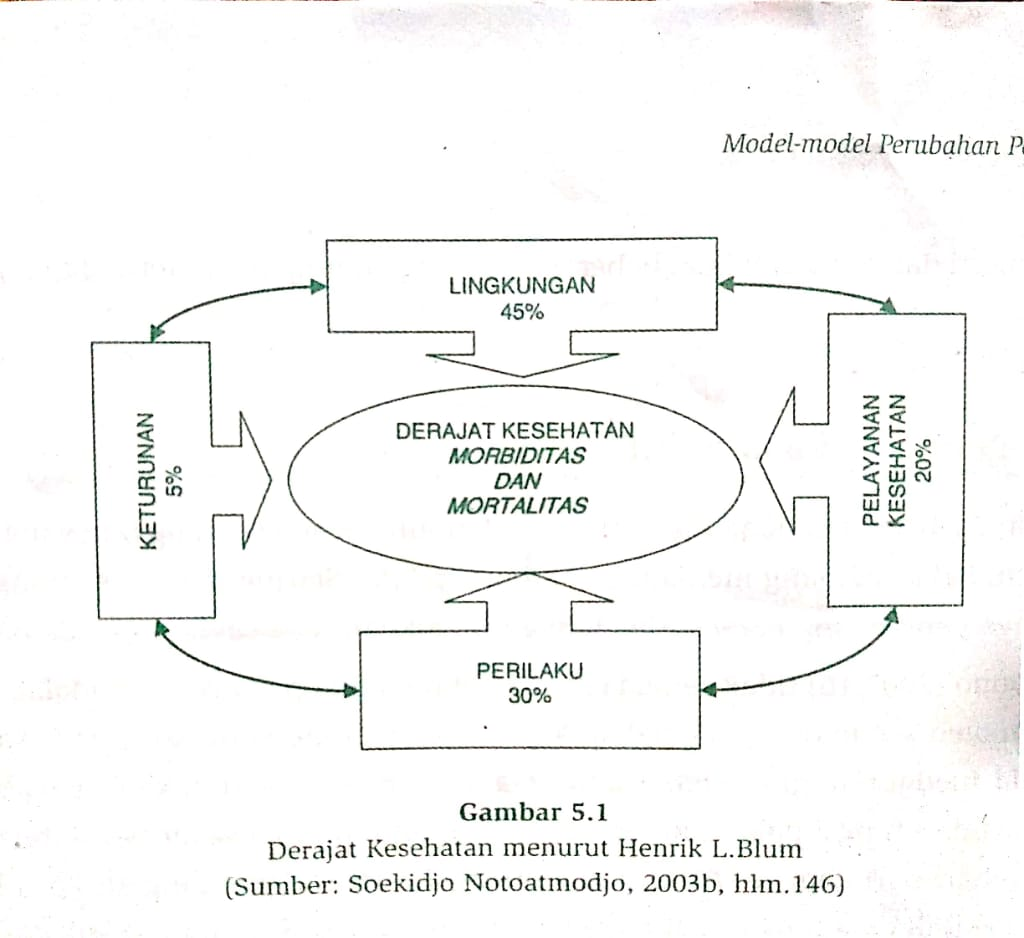 Model-model Perubahan
LINGKUNGAN
45%
KETURUNAN
5%
DERAJAT KESEHATAN
MORBIDITAS
DAN
MORTALITAS
PELAYANAN
KESEHATAN
20%
PERILAKU
30%
Gambar 5.1
Derajat Kesehatan menurut Henrik L.Blum
(Sumber: Soekidjo Notoatmodjo, 2003b, hlm.146)